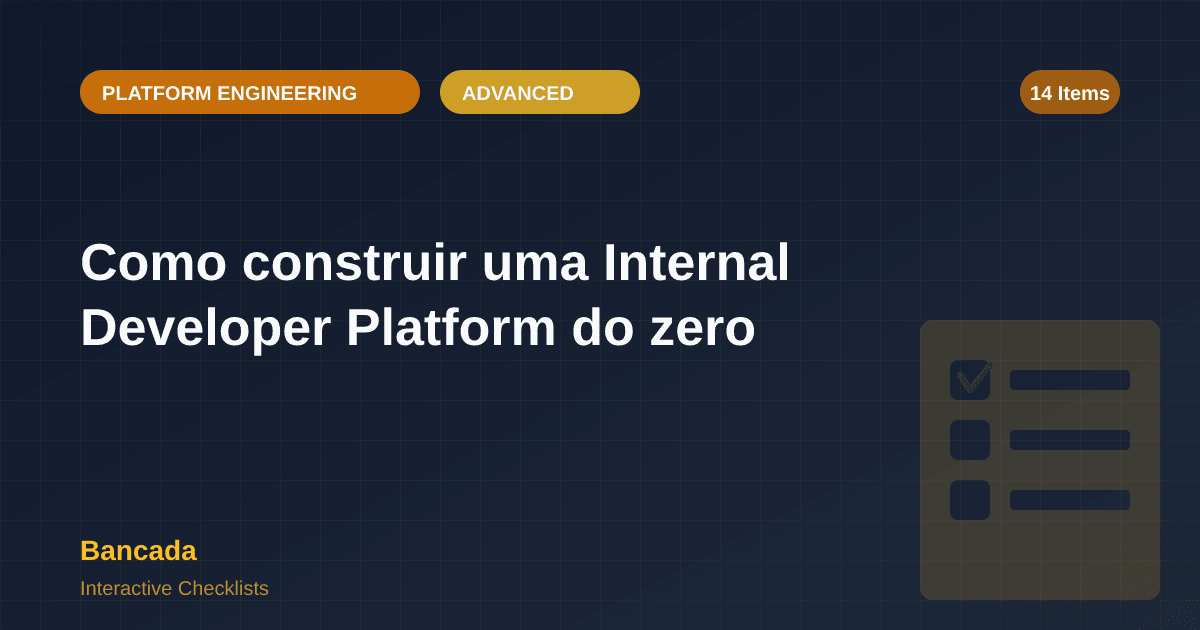 PLATFORM ENGINEERING
ADVANCED
14 Items
Como construir uma Internal
Developer Platform do zero
Bancada
Interactive Checklists